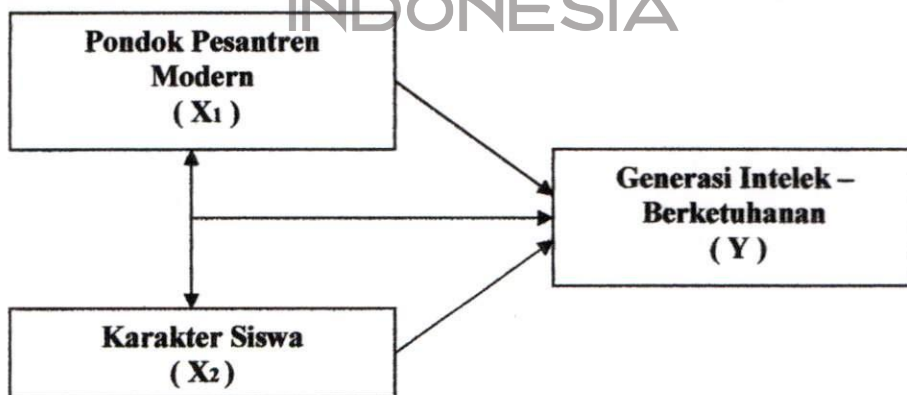 INDONESIA
Pondok Pesantren
Modern
( X1 )
Generasi Intelek –
Berketuhanan
( Y )
Karakter Siswa
( X2 )